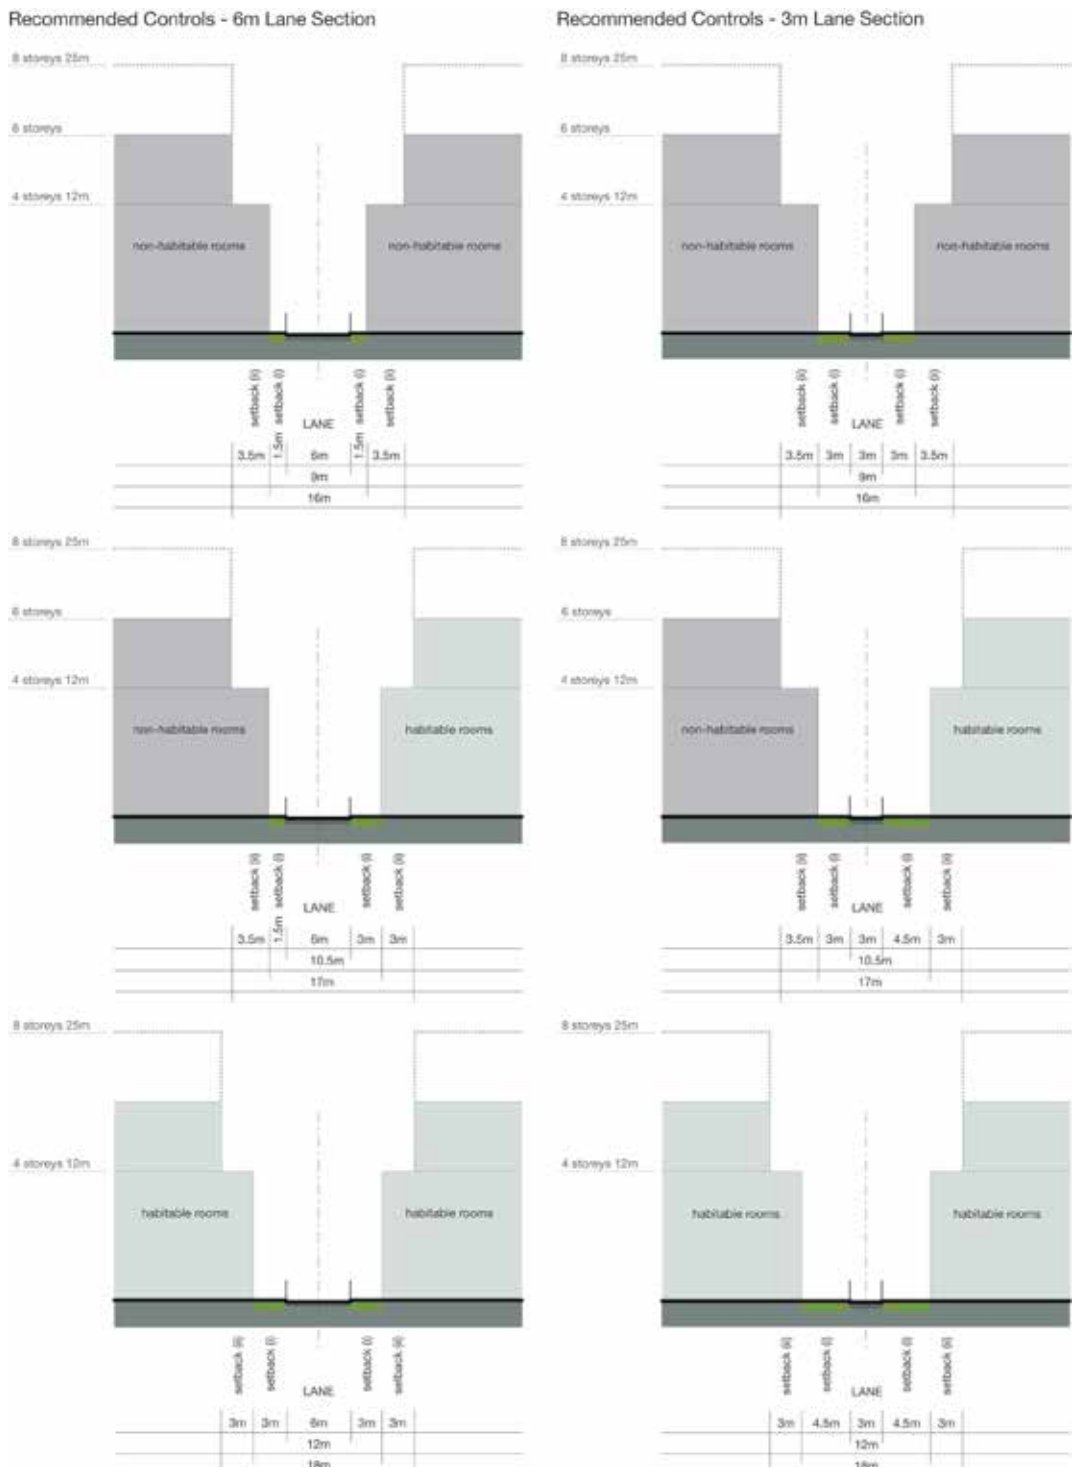 Recommended Controls - 6m Lane Section
8 storeys 25m
6 storeys
4 storeys 12m
non-habitable rooms
non-habitable rooms
setback (ii)
setback (i)
setback (i)
setback (ii)
LANE
3.5m 1.5m 6m 1.5m 3.5m
9m
16m
8 storeys 25m
6 storeys
4 storeys 12m
non-habitable rooms
habitable rooms
setback (ii)
setback (i)
setback (i)
setback (ii)
LANE
3.5m 1.5m 6m 3m 3m
10.5m
17m
8 storeys 25m
4 storeys 12m
habitable rooms
habitable rooms
setback (ii)
setback (i)
setback (i)
setback (ii)
LANE
3m 3m 6m 3m 3m
12m
18m
Recommended Controls - 3m Lane Section
8 storeys 25m
6 storeys
4 storeys 12m
non-habitable rooms
non-habitable rooms
setback (ii)
setback (i)
setback (i)
setback (ii)
LANE
3.5m 3m 3m 3m 3.5m
9m
16m
8 storeys 25m
6 storeys
4 storeys 12m
non-habitable rooms
habitable rooms
setback (ii)
setback (i)
setback (i)
setback (ii)
LANE
3.5m 3m 3m 4.5m 3m
10.5m
17m
8 storeys 25m
4 storeys 12m
habitable rooms
habitable rooms
setback (ii)
setback (i)
setback (i)
setback (ii)
LANE
3m 4.5m 3m 4.5m 3m
12m
18m